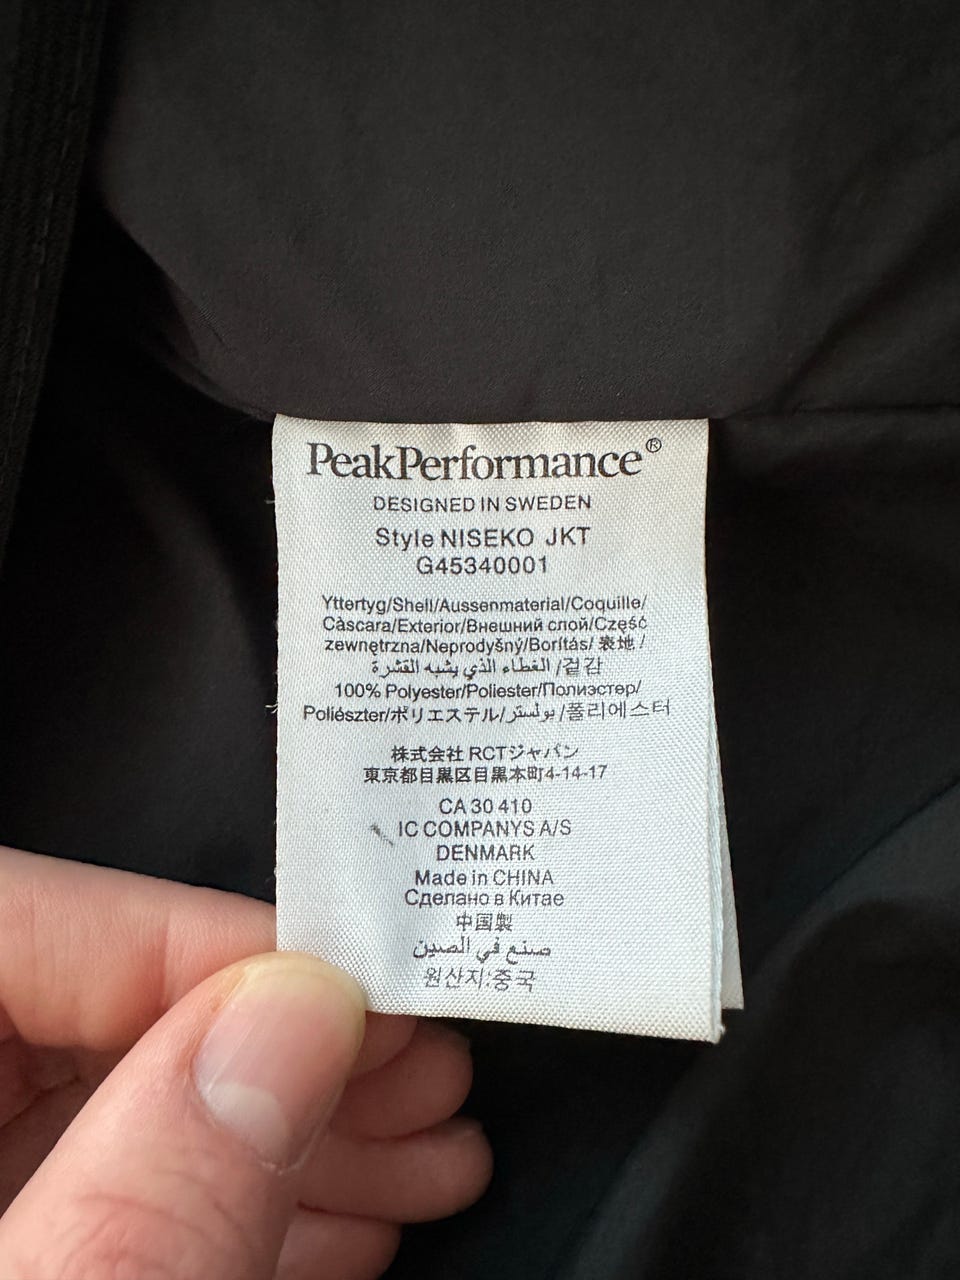 PeakPerformance®
DESIGNED IN SWEDEN
Style NISEKO JKT
G45340001
Yttertyg/Shell/Aussenmaterial/Coquille/
Càscara/Exterior/Внешний слой/Część
zewnętrzna/Neprodyšný/Borítás/ 表地 /
الغطاء الذي يشبه القشرة /겉감
100% Polyester/Poliester/Полиэстер/
Poliészter/ポリエステル/بولستر/폴리에스터
株式会社 RCTジャパン
東京都目黒区目黒本町4-14-17
CA 30 410
IC COMPANYS A/S
DENMARK
Made in CHINA
Сделано в Китае
中国製
صنع في الصين
원산지:중국